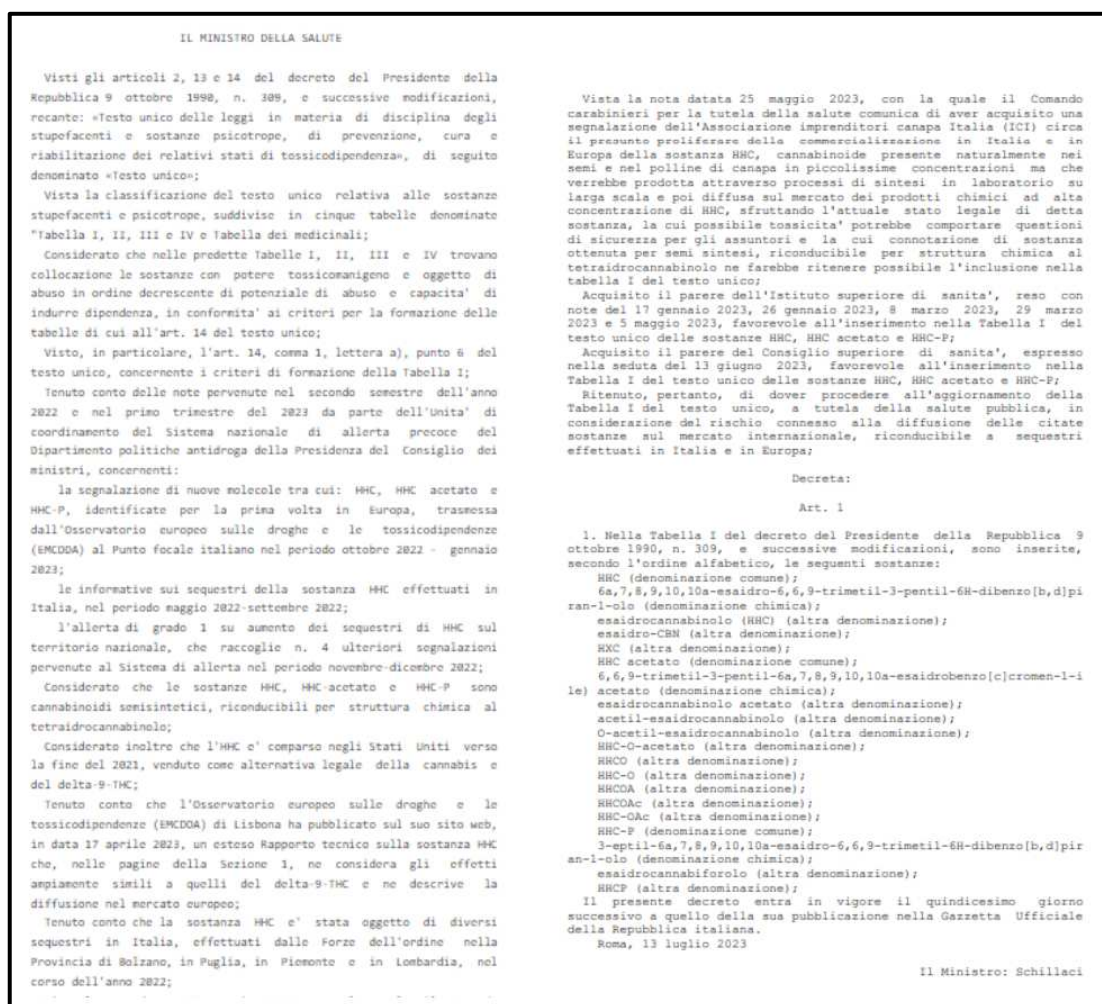 IL MINISTRO DELLA SALUTE
Visti gli articoli 2, 13 e 14 del decreto del Presidente della
Repubblica 9 ottobre 1990, n. 309, e successive modificazioni,
recante: «Testo unico delle leggi in materia di disciplina degli
stupefacenti e sostanze psicotrope, di prevenzione, cura e
riabilitazione dei relativi stati di tossicodipendenza», di seguito
denominato «Testo unico»;
Vista la classificazione del testo unico relativa alle sostanze
stupefacenti e psicotrope, suddivise in cinque tabelle denominate
"Tabella I, II, III e IV e Tabella dei medicinali;
Considerato che nelle predette Tabelle I, II, III e IV trovano
collocazione le sostanze con potere tossicomanigeno e oggetto di
abuso in ordine decrescente di potenziale di abuso e capacita' di
indurre dipendenza, in conformita' ai criteri per la formazione delle
tabelle di cui all'art. 14 del testo unico;
Visto, in particolare, l'art. 14, comma 1, lettera a), punto 6 del
testo unico, concernente i criteri di formazione della Tabella I;
Tenuto conto delle note pervenute nel secondo semestre dell'anno
2022 e nel primo trimestre del 2023 da parte dell'Unita' di
coordinamento del Sistema nazionale di allerta precoce del
Dipartimento politiche antidroga della Presidenza del Consiglio dei
ministri, concernenti:
la segnalazione di nuove molecole tra cui: HHC, HHC acetato e
HHC-P, identificate per la prima volta in Europa, trasmessa
dall'Osservatorio europeo sulle droghe e le tossicodipendenze
(EMCDDA) al Punto focale italiano nel periodo ottobre 2022 - gennaio
2023;
le informative sui sequestri della sostanza HHC effettuati in
Italia, nel periodo maggio 2022-settembre 2022;
l'allerta di grado 1 su aumento dei sequestri di HHC sul
territorio nazionale, che raccoglie n. 4 ulteriori segnalazioni
pervenute al Sistema di allerta nel periodo novembre-dicembre 2022;
Considerato che le sostanze HHC, HHC-acetato e HHC-P sono
cannabinoidi semisintetici, riconducibili per struttura chimica al
tetraidrocannabinolo;
Considerato inoltre che l'HHC e' comparso negli Stati Uniti verso
la fine del 2021, venduto come alternativa legale della cannabis e
del delta-9-THC;
Tenuto conto che l'Osservatorio europeo sulle droghe e le
tossicodipendenze (EMCDDA) di Lisbona ha pubblicato sul suo sito web,
in data 17 aprile 2023, un esteso Rapporto tecnico sulla sostanza HHC
che, nelle pagine della Sezione 1, ne considera gli effetti
ampiamente simili a quelli del delta-9-THC e ne descrive la
diffusione nel mercato europeo;
Tenuto conto che la sostanza HHC e' stata oggetto di diversi
sequestri in Italia, effettuati dalle Forze dell'ordine nella
Provincia di Bolzano, in Puglia, in Piemonte e in Lombardia, nel
corso dell'anno 2022;
Vista la nota datata 25 maggio 2023, con la quale il Comando
carabinieri per la tutela della salute comunica di aver acquisito una
segnalazione dell'Associazione imprenditori canapa Italia (ICI) circa
il presunto proliferare della commercializzazione in Italia e in
Europa della sostanza HHC, cannabinoide presente naturalmente nei
semi e nel polline di canapa in piccolissime concentrazioni ma che
verrebbe prodotta attraverso processi di sintesi in laboratorio su
larga scala e poi diffusa sul mercato dei prodotti chimici ad alta
concentrazione di HHC, sfruttando l'attuale stato legale di detta
sostanza, la cui possibile tossicita' potrebbe comportare questioni
di sicurezza per gli assuntori e la cui connotazione di sostanza
ottenuta per semi sintesi, riconducibile per struttura chimica al
tetraidrocannabinolo ne farebbe ritenere possibile l'inclusione nella
tabella I del testo unico;
Acquisito il parere dell'Istituto superiore di sanita', reso con
note del 17 gennaio 2023, 26 gennaio 2023, 8 marzo 2023, 29 marzo
2023 e 5 maggio 2023, favorevole all'inserimento nella Tabella I del
testo unico delle sostanze HHC, HHC acetato e HHC-P;
Acquisito il parere del Consiglio superiore di sanita', espresso
nella seduta del 13 giugno 2023, favorevole all'inserimento nella
Tabella I del testo unico delle sostanze HHC, HHC acetato e HHC-P;
Ritenuto, pertanto, di dover procedere all'aggiornamento della
Tabella I del testo unico, a tutela della salute pubblica, in
considerazione del rischio connesso alla diffusione delle citate
sostanze sul mercato internazionale, riconducibile a sequestri
effettuati in Italia e in Europa;
Decreta:
Art. 1
1. Nella Tabella I del decreto del Presidente della Repubblica 9
ottobre 1990, n. 309, e successive modificazioni, sono inserite,
secondo l'ordine alfabetico, le seguenti sostanze:
HHC (denominazione comune);
6a,7,8,9,10,10a-esaidro-6,6,9-trimetil-3-pentil-6H-dibenzo[b,d]pi
ran-1-olo (denominazione chimica);
esaidrocannabinolo (HHC) (altra denominazione);
esaidro-CBN (altra denominazione);
HXC (altra denominazione);
HHC acetato (denominazione comune);
6,6,9-trimetil-3-pentil-6a,7,8,9,10,10a-esaidrobenzo[c]cromen-1-i
le) acetato (denominazione chimica);
esaidrocannabinolo acetato (altra denominazione);
acetil-esaidrocannabinolo (altra denominazione);
O-acetil-esaidrocannabinolo (altra denominazione);
HHC-O-acetato (altra denominazione);
HHCO (altra denominazione);
HHC-O (altra denominazione);
HHCOA (altra denominazione);
HHCOAc (altra denominazione);
HHC-OAc (altra denominazione);
HHC-P (denominazione comune);
3-eptil-6a,7,8,9,10,10a-esaidro-6,6,9-trimetil-6H-dibenzo[b,d]pir
an-1-olo (denominazione chimica);
esaidrocannabiforolo (altra denominazione);
HHCP (altra denominazione);
Il presente decreto entra in vigore il quindicesimo giorno
successivo a quello della sua pubblicazione nella Gazzetta Ufficiale
della Repubblica italiana.
Roma, 13 luglio 2023
Il Ministro: Schillaci